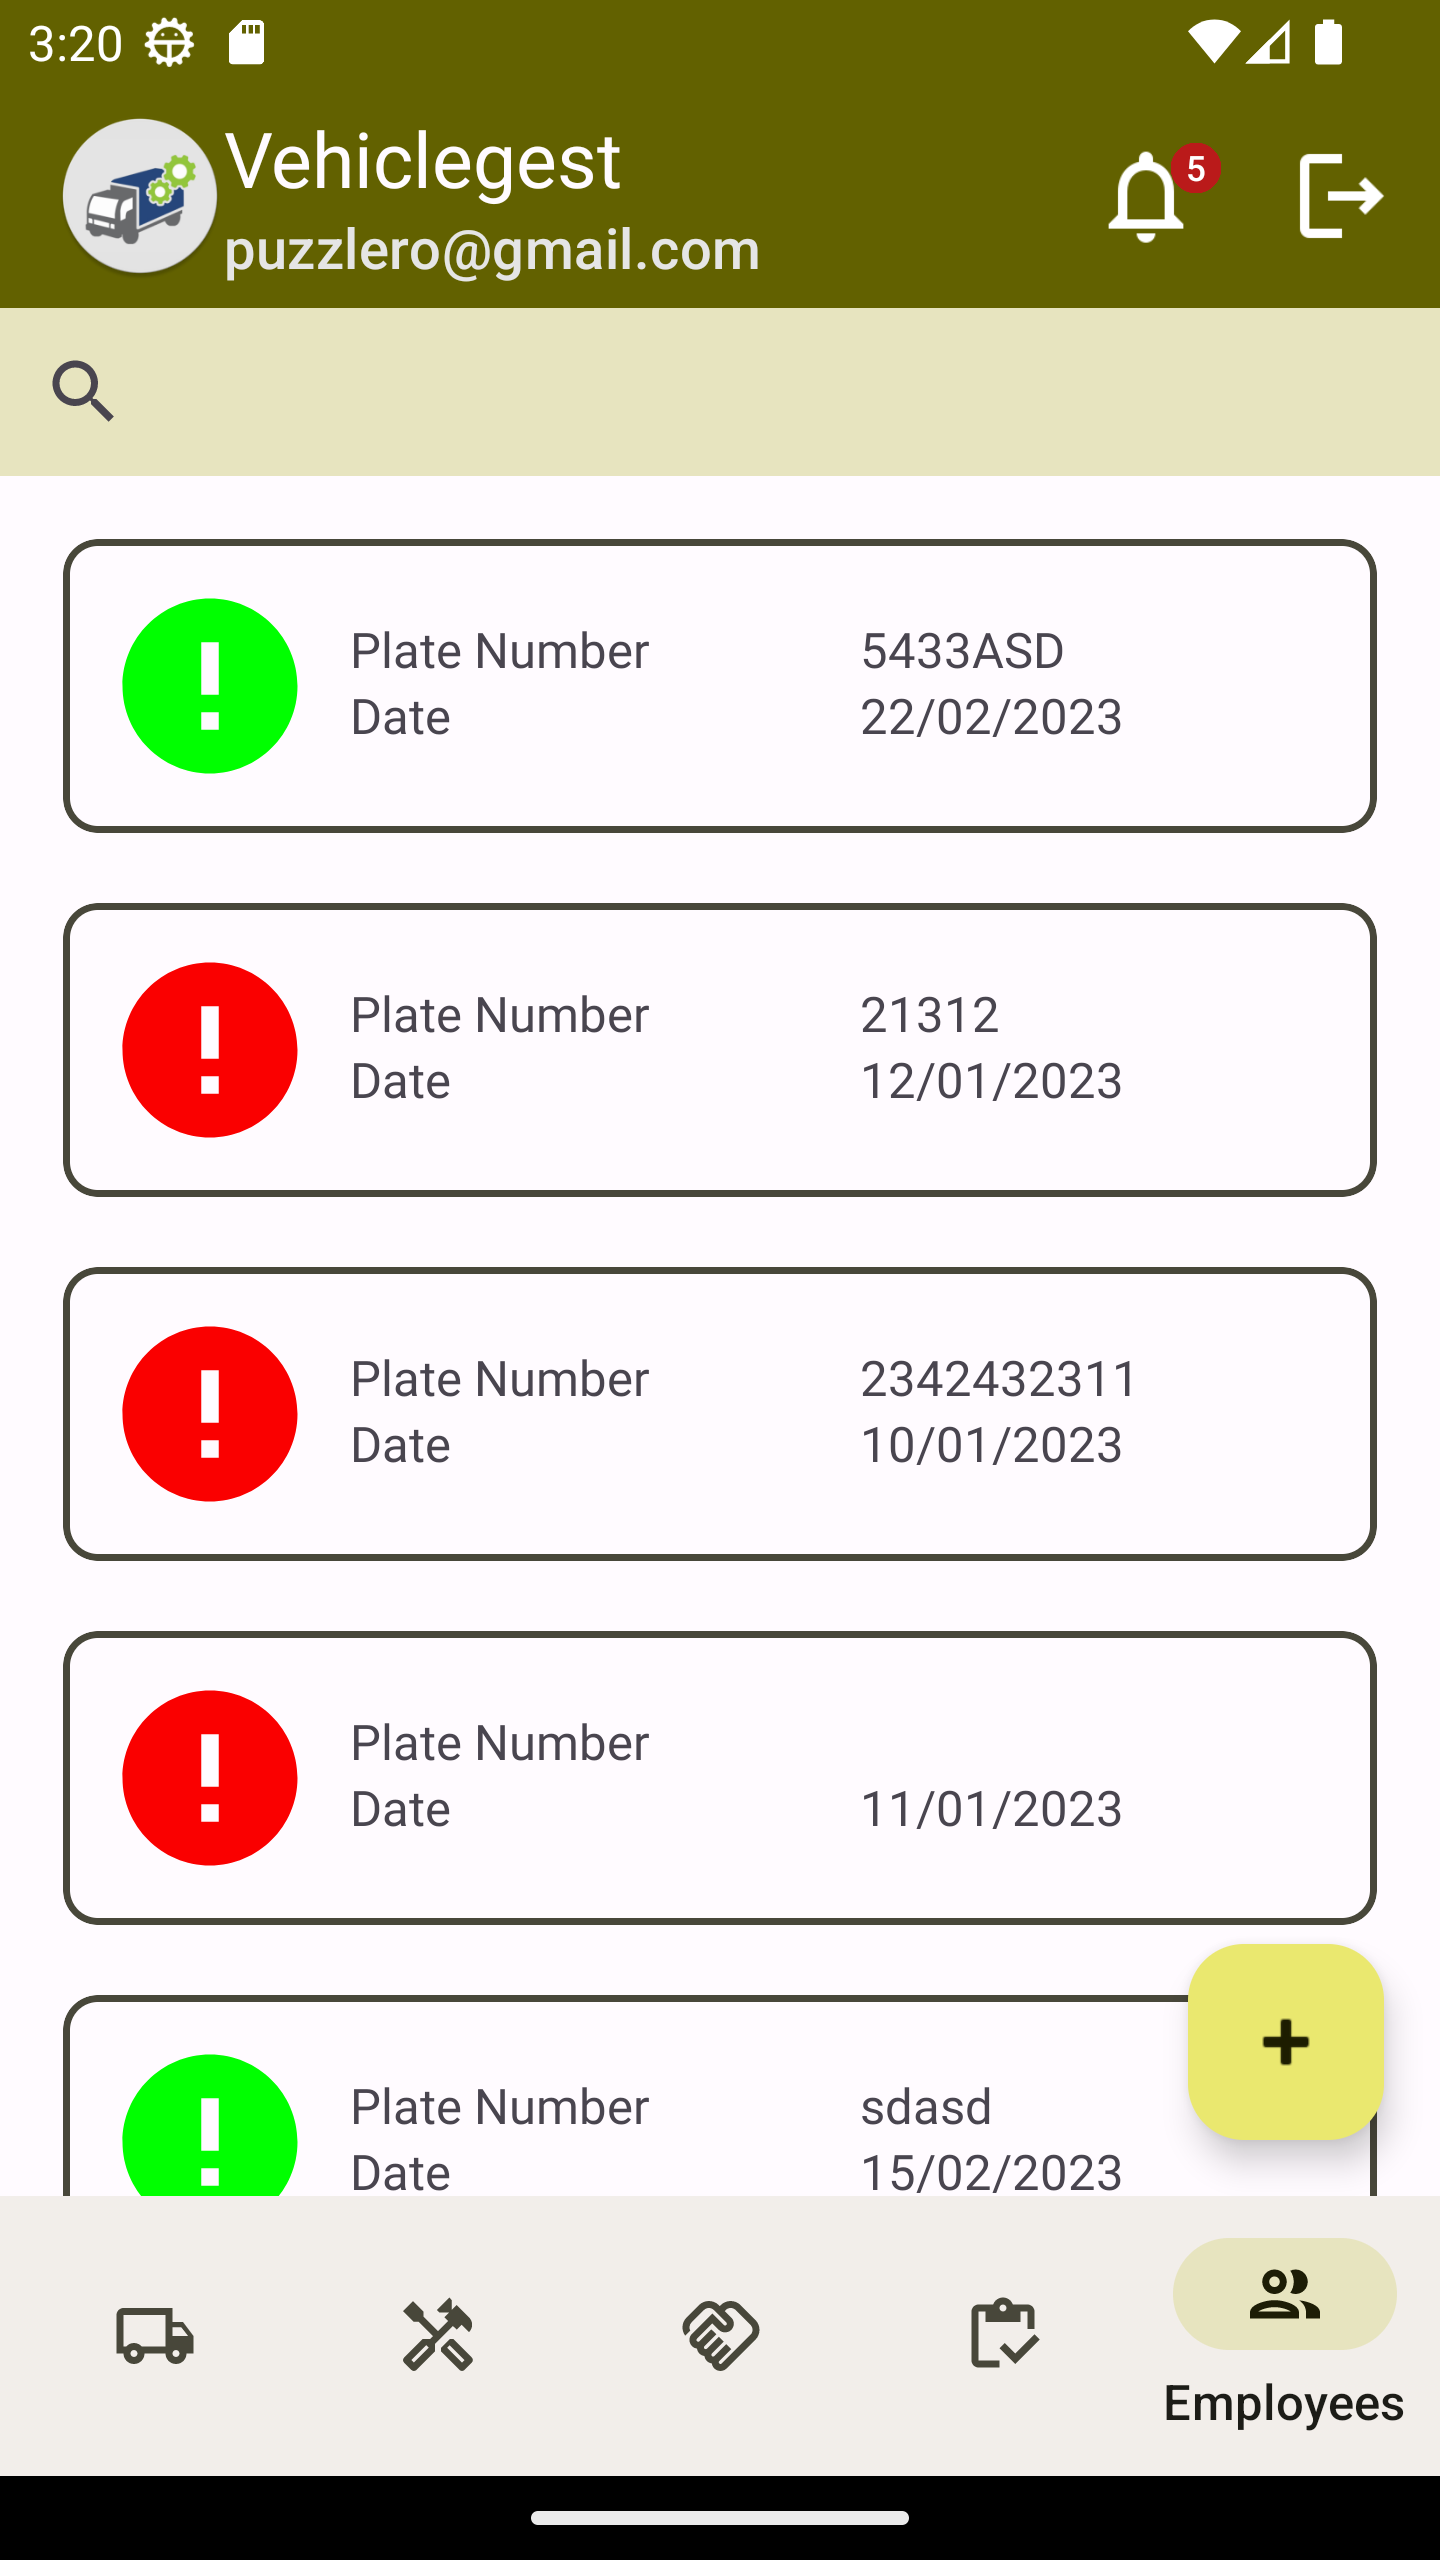 3:20
Vehiclegest
puzzlero@gmail.com
5
Plate Number 5433ASD
Date 22/02/2023
Plate Number 21312
Date 12/01/2023
Plate Number 2342432311
Date 10/01/2023
Plate Number
Date 11/01/2023
Plate Number sdasd
Date 15/02/2023
Employees